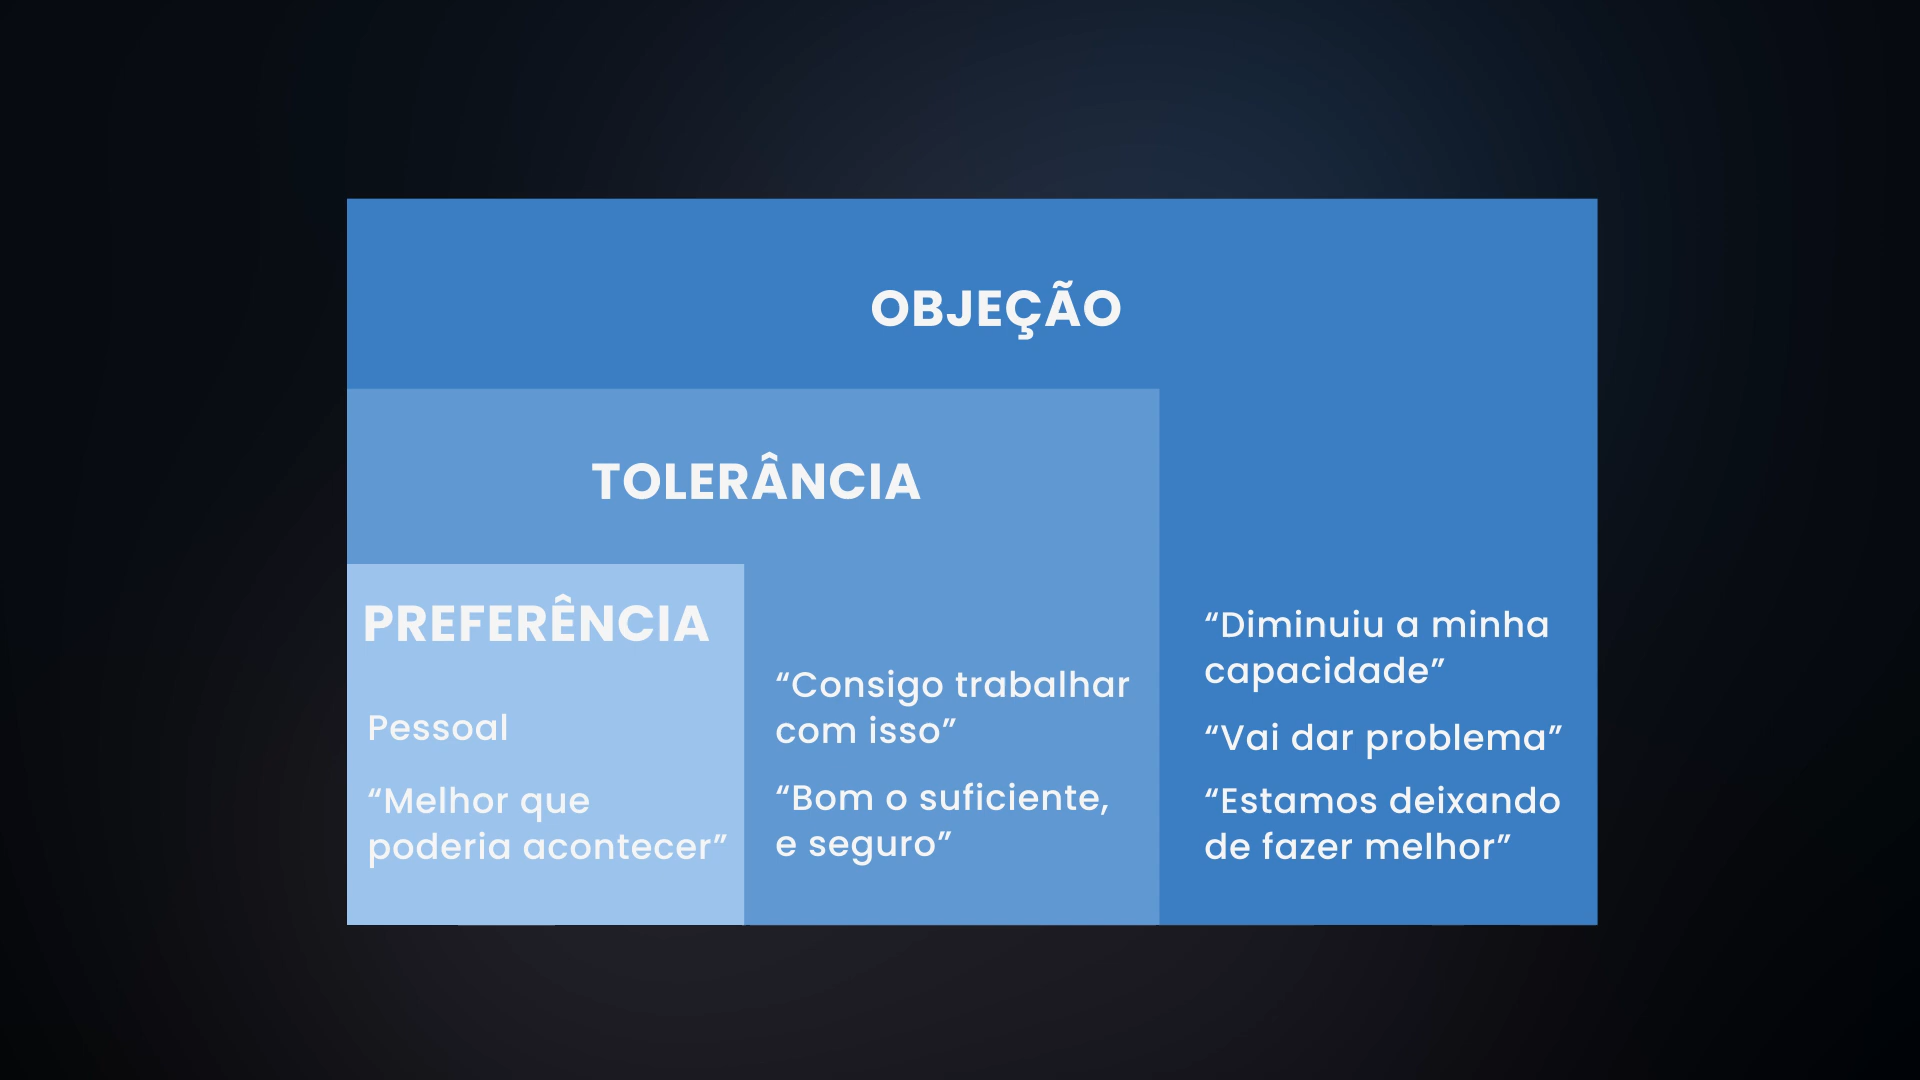 OBJEÇÃO
TOLERÂNCIA
PREFERÊNCIA
Pessoal
“Melhor que
poderia acontecer”
“Consigo trabalhar
com isso”
“Bom o suficiente,
e seguro”
“Diminuiu a minha
capacidade”
“Vai dar problema”
“Estamos deixando
de fazer melhor”